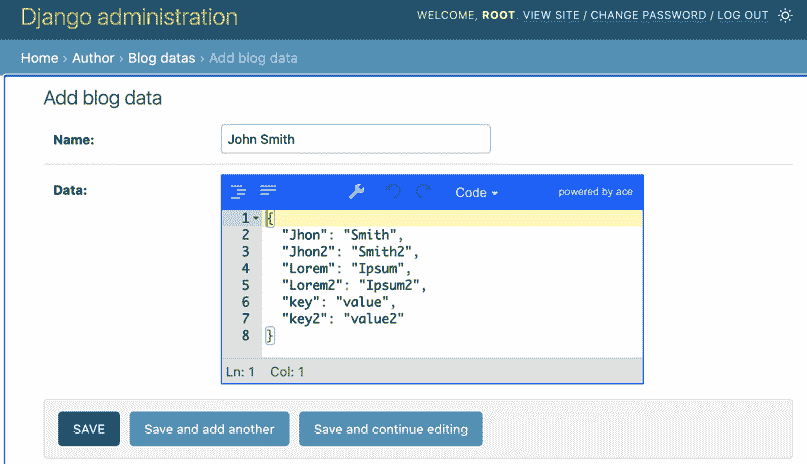 Django administration
WELCOME, ROOT. VIEW SITE / CHANGE PASSWORD / LOG OUT
Home › Author › Blog datas › Add blog data
Add blog data
Name:
John Smith
Data:
Code
powered by ace
1 {
2 "Jhon": "Smith",
3 "Jhon2": "Smith2",
4 "Lorem": "Ipsum",
5 "Lorem2": "Ipsum2",
6 "key": "value",
7 "key2": "value2"
8 }
Ln: 1 Col: 1
SAVE
Save and add another
Save and continue editing